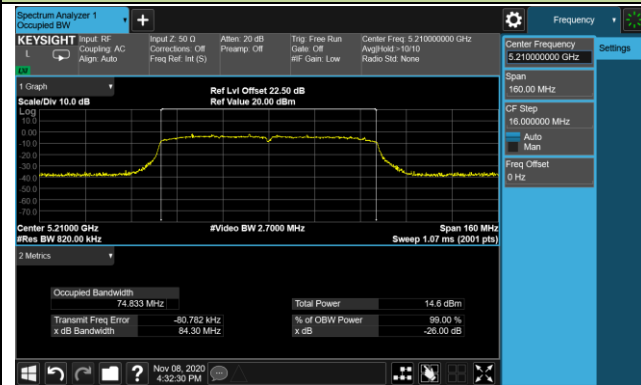 Spectrum Analyzer 1
Occupied BW
Frequency
KEYSIGHT
L
Input: RF
Coupling: AC
Align: Auto
Input Z: 50 Ω
Corrections: Off
Freq Ref: Int (S)
Atten: 20 dB
Preamp: Off
Trig: Free Run
Gate: Off
#IF Gain: Low
Center Freq: 5.210000000 GHz
Avg|Hold:>10/10
Radio Std: None
Center Frequency
5.210000000 GHz
Settings
Span
160.00 MHz
CF Step
16.000000 MHz
Auto
Man
Freq Offset
0 Hz
1 Graph
Scale/Div 10.0 dB
Ref Lvl Offset 22.50 dB
Ref Value 20.00 dBm
Log
10.0
0.00
-10.0
-20.0
-30.0
-40.0
-50.0
-60.0
-70.0
Center 5.21000 GHz
#Res BW 820.00 kHz
#Video BW 2.7000 MHz
Span 160 MHz
Sweep 1.07 ms (2001 pts)
2 Metrics
Occupied Bandwidth
74.833 MHz
Total Power 14.6 dBm
Transmit Freq Error -80.782 kHz
% of OBW Power 99.00 %
x dB Bandwidth 84.30 MHz
x dB -26.00 dB
?
Nov 08, 2020
4:32:30 PM